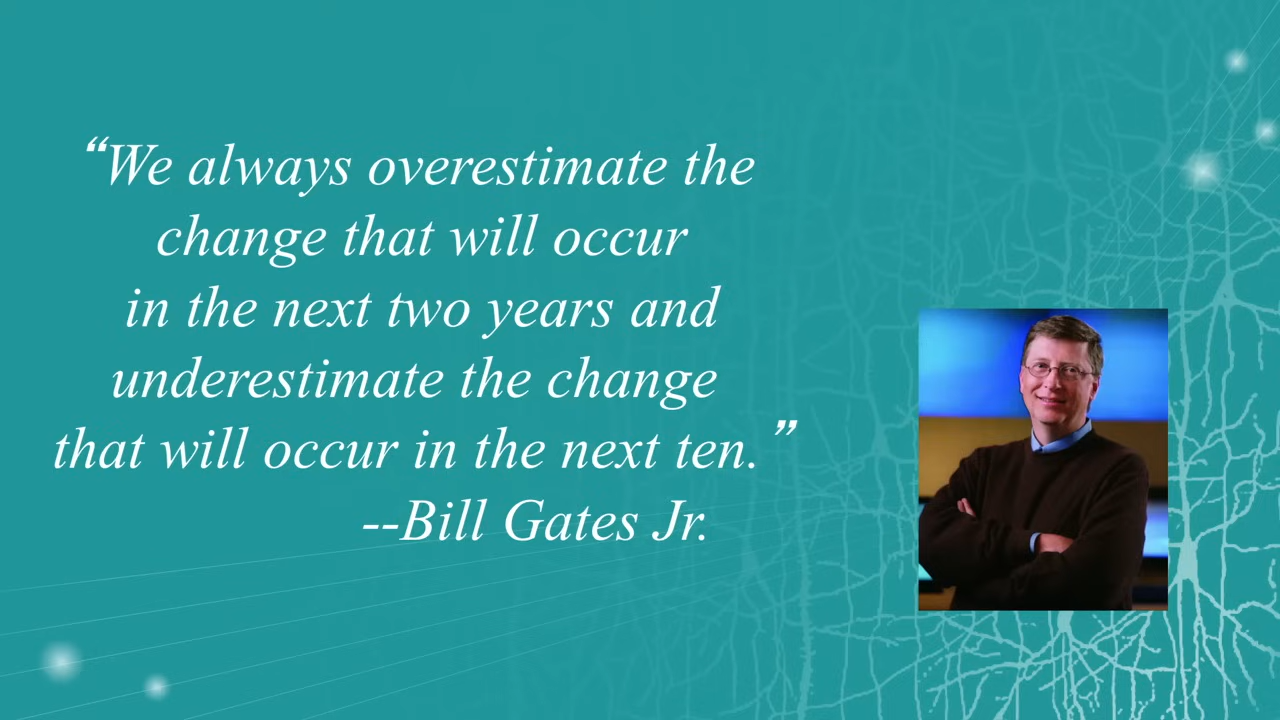 “We always overestimate the
change that will occur
in the next two years and
underestimate the change
that will occur in the next ten.”
--Bill Gates Jr.